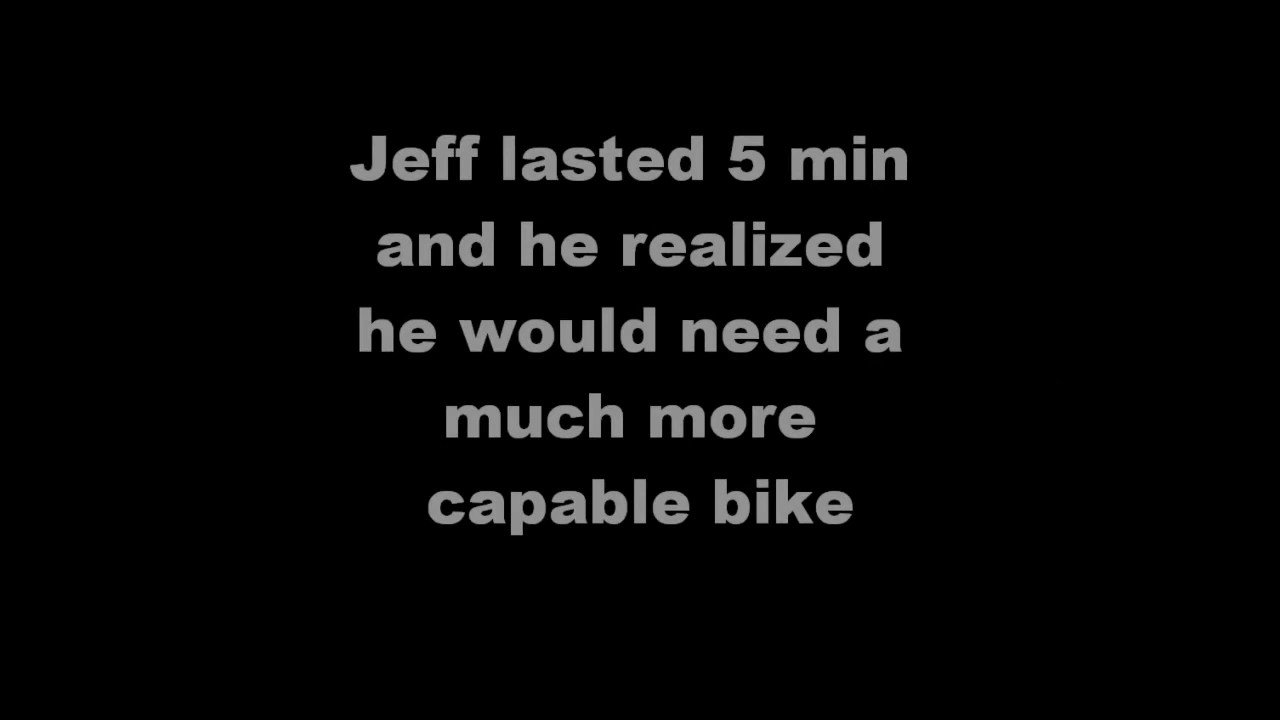 Jeff lasted 5 min
and he realized
he would need a
much more
capable bike